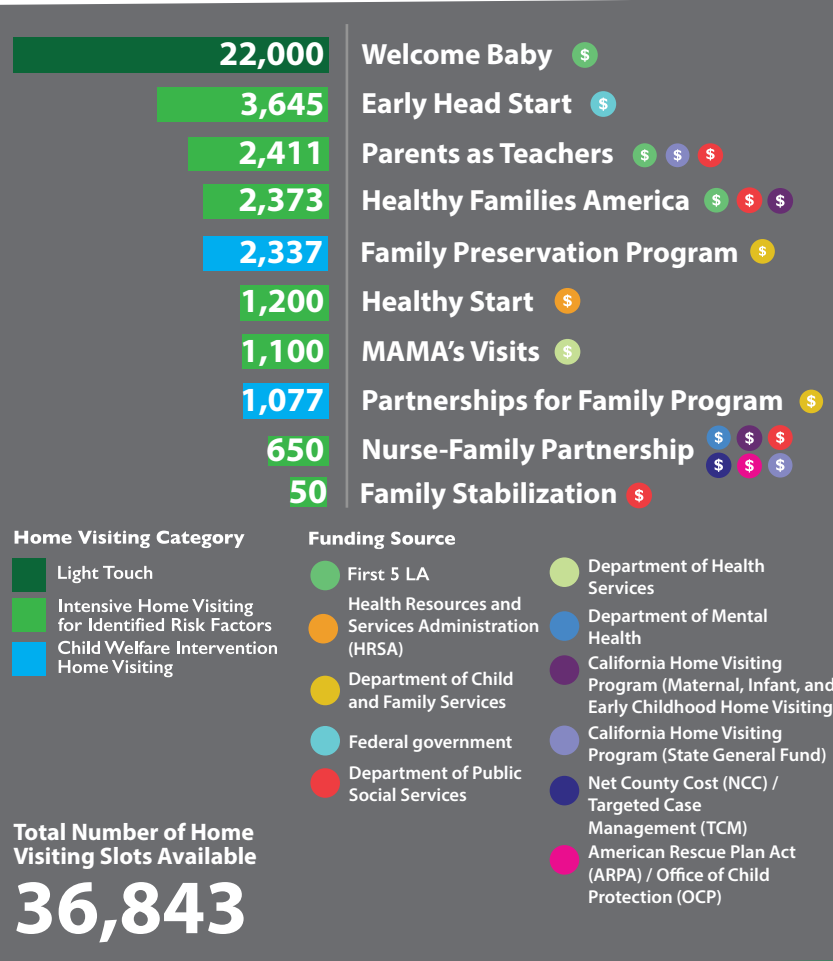 22,000 Welcome Baby $
3,645 Early Head Start $
2,411 Parents as Teachers $ $ $
2,373 Healthy Families America $ $ $
2,337 Family Preservation Program $
1,200 Healthy Start $
1,100 MAMA’s Visits $
1,077 Partnerships for Family Program $
650 Nurse-Family Partnership $ $ $
$ $ $
50 Family Stabilization $
Home Visiting Category
Light Touch
Intensive Home Visiting
for Identified Risk Factors
Child Welfare Intervention
Home Visiting
Funding Source
First 5 LA
Health Resources and
Services Administration
(HRSA)
Department of Child
and Family Services
Federal government
Department of Public
Social Services
Department of Health
Services
Department of Mental
Health
California Home Visiting
Program (Maternal, Infant, and
Early Childhood Home Visiting
California Home Visiting
Program (State General Fund)
Net County Cost (NCC) /
Targeted Case
Management (TCM)
American Rescue Plan Act
(ARPA) / Office of Child
Protection (OCP)
Total Number of Home
Visiting Slots Available
36,843